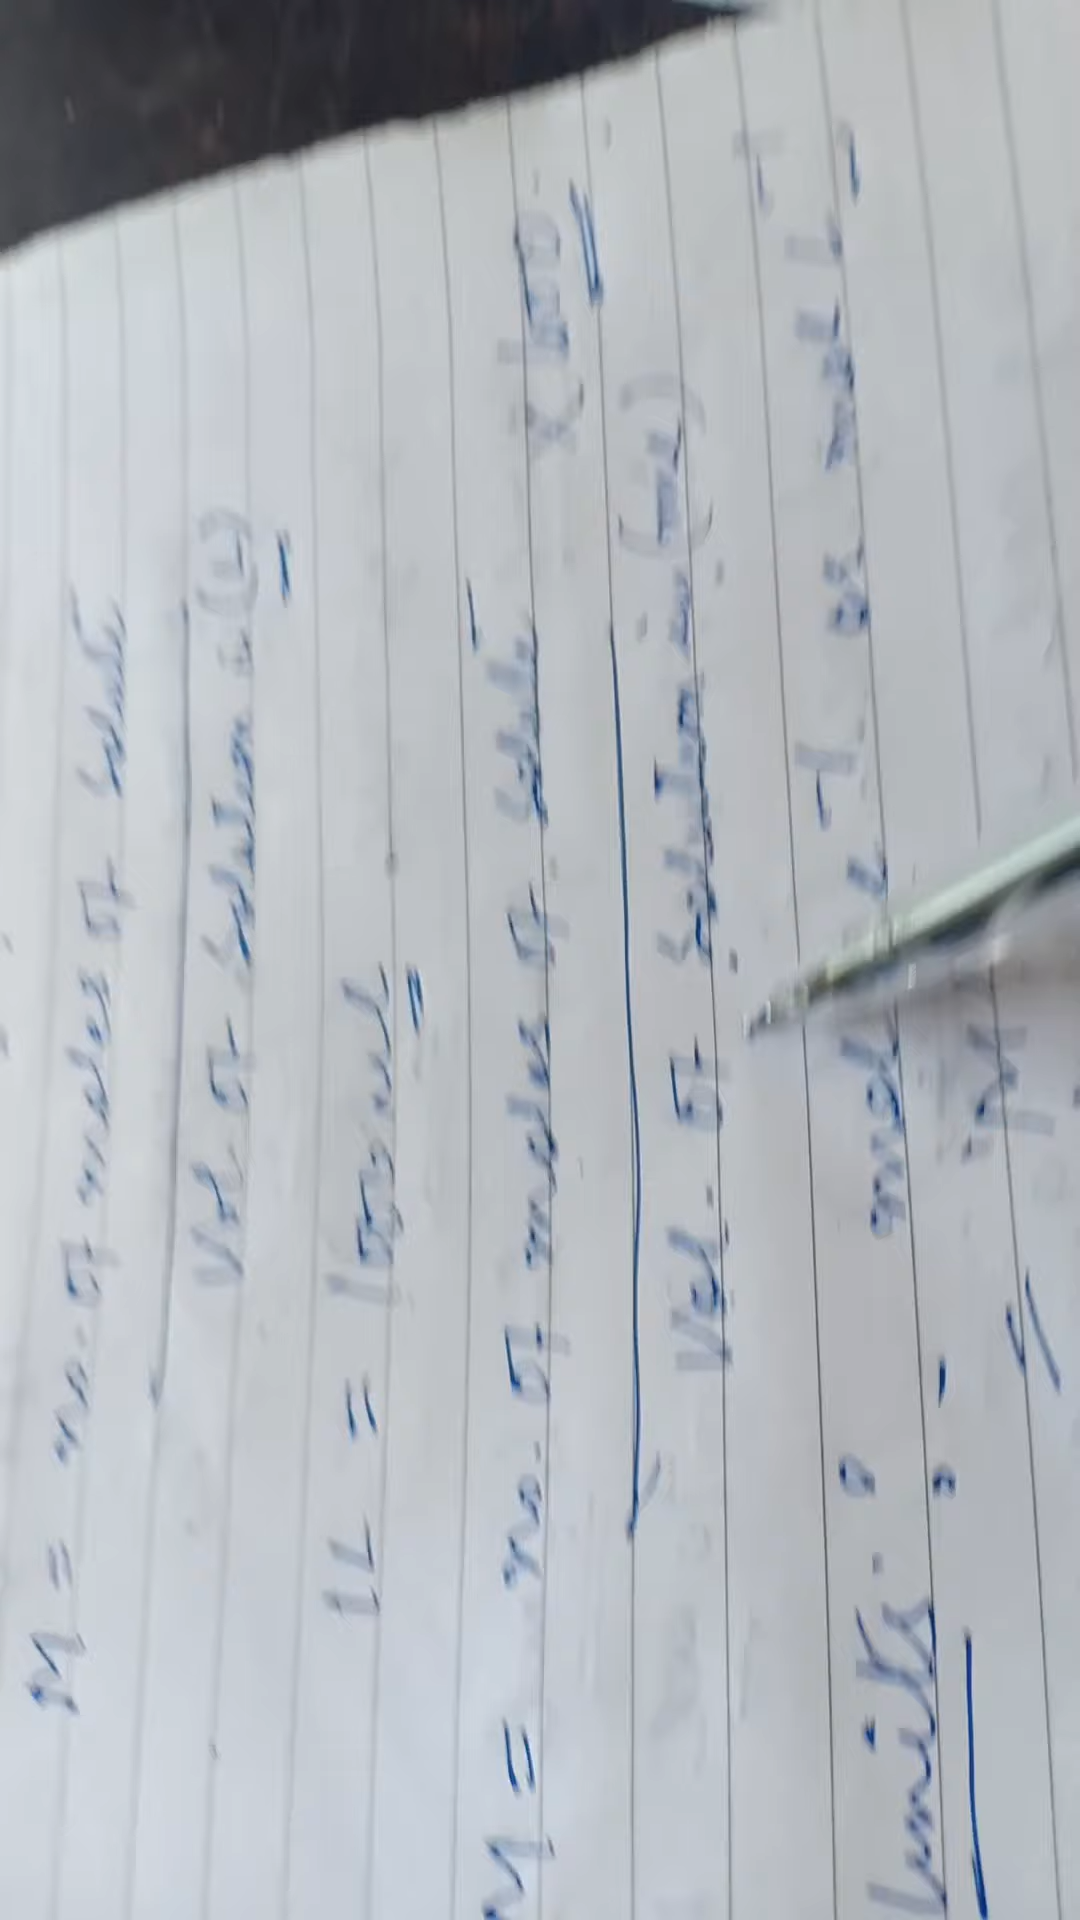 M = no. of moles of solute
Vol of Solution in (L)
1L = 1000 mL
M = no. of moles of solute x 1000
Vol. of Solution in (mL)
Units :- mole L-1 or mol L-1
"M